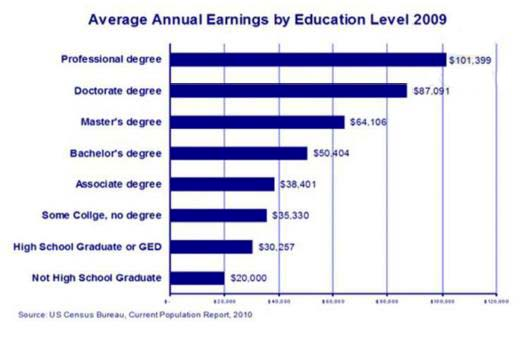 Average Annual Earnings by Education Level 2009
Professional degree
$101,399
Doctorate degree
$87,091
Master's degree
$64,106
Bachelor's degree
$50,404
Associate degree
$38,401
Some Collge, no degree
$35,330
High School Graduate or GED
$30,257
Not High School Graduate
$20,000
$- $20,000 $40,000 $60,000 $80,000 $100,000 $120,000
Source: US Census Bureau, Current Population Report, 2010